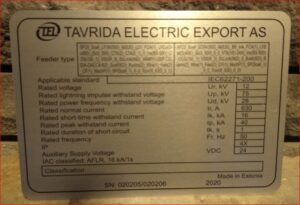 TEL TAVRIDA ELECTRIC EXPORT AS
Feeder type
Applicable standard IEC62271-200
Rated voltage Ur, kV 12
Rated lightning impulse withstand voltage Up, kV 75
Rated power frequency withstand voltage Ud, kV 28
Rated normal current Ir, A 630
Rated short-time withstand current Ik, kA 16
Rated peak withstand current Ip, kA 40
Rated duration of short circuit tk, s
Rated frequency Fr, Hz 50
IP 4X
Auxiliary Supply Voltage VDC 24
IAC classified: AFLR, 16 kA/1s
Classification
Made in Estonia
SN: 020205/020206 2020